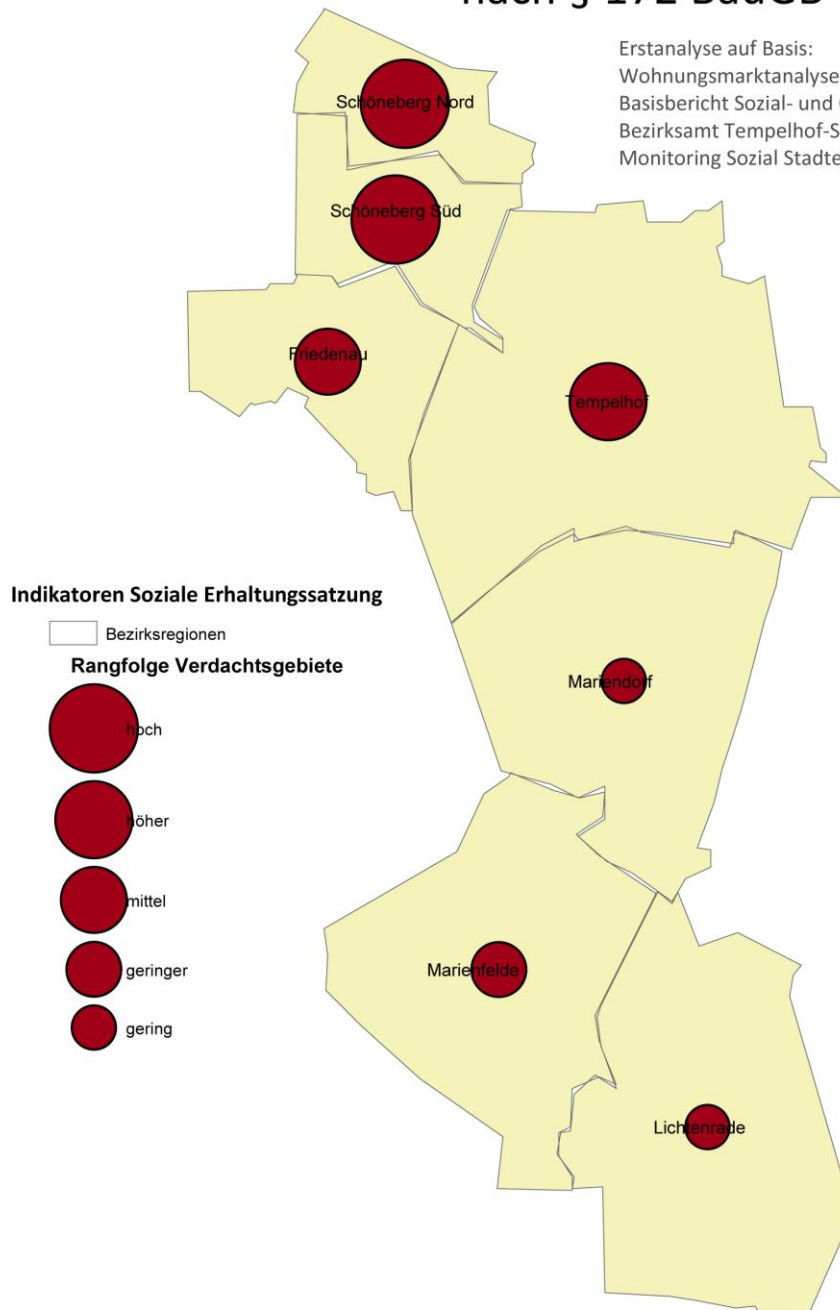 nach § 172 BauGB
Erstanalyse auf Basis:
Wohnungsmarktanalyse
Basisbericht Sozial- und
Bezirksamt Tempelhof-S
Monitoring Sozial Stadte
Schöneberg Nord
Schöneberg Süd
Friedenau
Tempelhof
Mariendorf
Marienfelde
Lichtenrade
Indikatoren Soziale Erhaltungssatzung
Bezirksregionen
Rangfolge Verdachtsgebiete
hoch
höher
mittel
geringer
gering